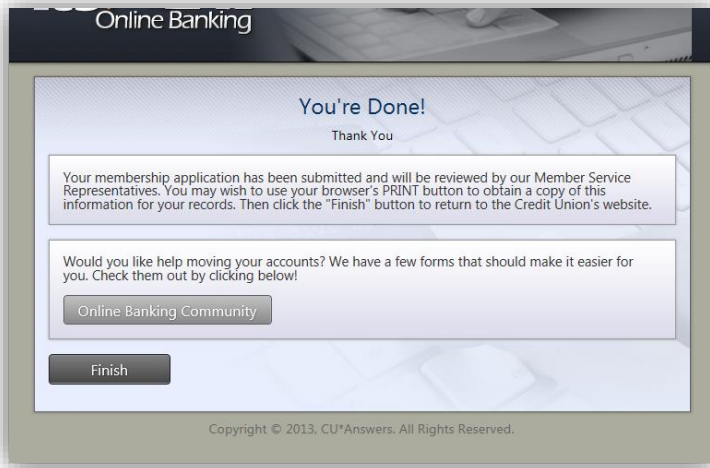 Online Banking
You're Done!
Thank You
Your membership application has been submitted and will be reviewed by our Member Service
Representatives. You may wish to use your browser's PRINT button to obtain a copy of this
information for your records. Then click the "Finish" button to return to the Credit Union's website.
Would you like help moving your accounts? We have a few forms that should make it easier for
you. Check them out by clicking below!
Online Banking Community
Finish
Copyright © 2013, CU*Answers. All Rights Reserved.